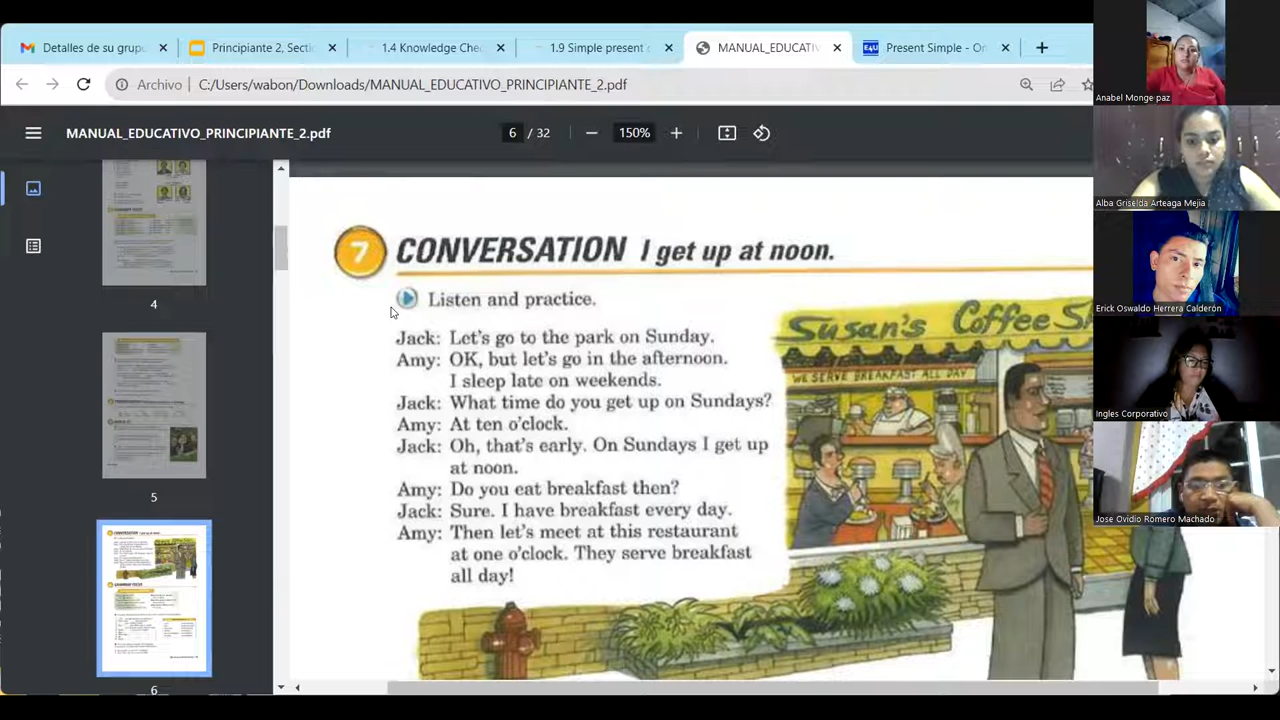 Detalles de su grupo
Principiante 2, Secti
1.4 Knowledge Chec
1.9 Simple present c
MANUAL_EDUCATIV
E4U
Present Simple - On
Archivo
C:/Users/wabon/Downloads/MANUAL_EDUCATIVO_PRINCIPIANTE_2.pdf
MANUAL_EDUCATIVO_PRINCIPIANTE_2.pdf
6 / 32
150%
4
5
6
7 CONVERSATION I get up at noon.
Listen and practice.
Jack: Let's go to the park on Sunday.
Amy: OK, but let's go in the afternoon.
I sleep late on weekends.
Jack: What time do you get up on Sundays?
Amy: At ten o'clock.
Jack: Oh, that's early. On Sundays I get up
at noon.
Amy: Do you eat breakfast then?
Jack: Sure. I have breakfast every day.
Amy: Then let's meet at this restaurant
at one o'clock. They serve breakfast
all day!
Susan's Coffee Sh
WE SERVE BREAKFAST ALL DAY
Anabel Monge paz
Alba Griselda Arteaga Mejia
Erick Oswaldo Herrera Calderón
Ingles Corporativo
Jose Ovidio Romero Machado